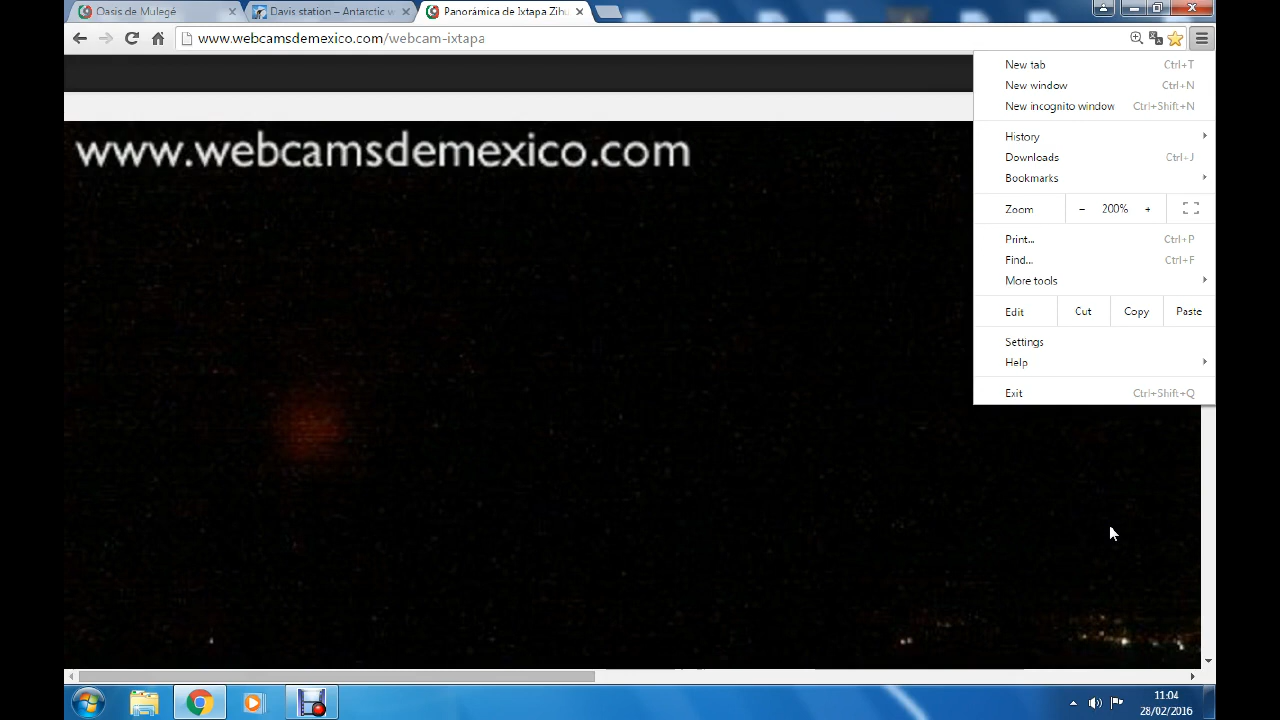 Oasis de Mulegé
Davis station – Antarctic w
Panorámica de Ixtapa Zihu
www.webcamsdemexico.com/webcam-ixtapa
New tab Ctrl+T
New window Ctrl+N
New incognito window Ctrl+Shift+N
History
Downloads Ctrl+J
Bookmarks
Zoom − 200% +
Print... Ctrl+P
Find... Ctrl+F
More tools
Edit Cut Copy Paste
Settings
Help
Exit Ctrl+Shift+Q
www.webcamsdemexico.com
11:04
28/02/2016